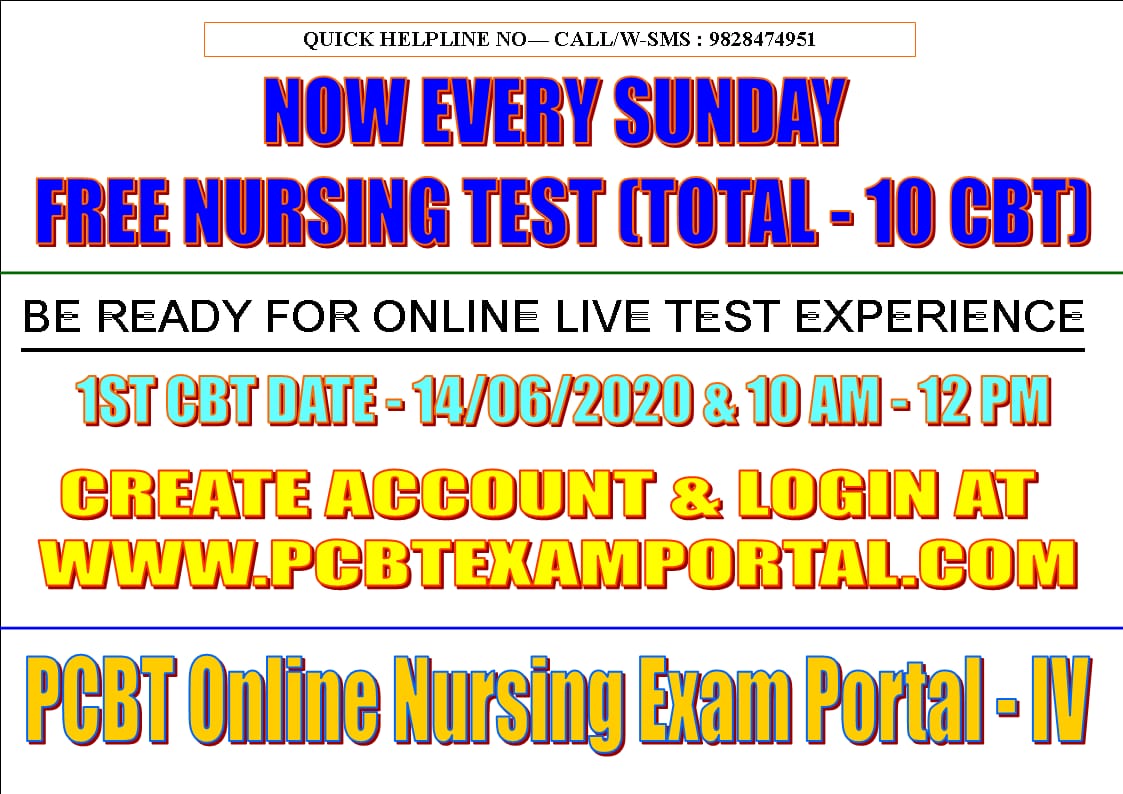 QUICK HELPLINE NO— CALL/W-SMS : 9828474951
NOW EVERY SUNDAY
FREE NURSING TEST (TOTAL - 10 CBT)
BE READY FOR ONLINE LIVE TEST EXPERIENCE
1ST CBT DATE - 14/06/2020 & 10 AM - 12 PM
CREATE ACCOUNT & LOGIN AT
WWW.PCBTEXAMPORTAL.COM
PCBT Online Nursing Exam Portal - IV